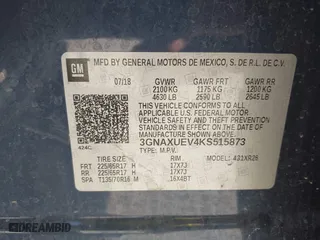 GM
MFD BY GENERAL MOTORS DE MEXICO, S. DE R.L. DE C.V.
07/18 GVWR GAWR FRT GAWR RR
2100 KG 1175 KG 1200 KG
4630 LB 2590 LB 2645 LB
THIS VEHICLE CONFORMS TO ALL APPLICABLE
U.S. FEDERAL MOTOR VEHICLE SAFETY, BUMPER, AND
THEFT PREVENTION STANDARDS IN EFFECT ON THE DATE OF
MANUFACTURE SHOWN ABOVE.
624C 3GNAXUEV4KS515873
TYPE: M.P.V. 431XR26
TIRE SIZE RIM
FRT 225/65R17 H 17X7J
RR 225/65R17 H 17X7J
SPA T135/70R16 M 16X4BT
DREAMBID